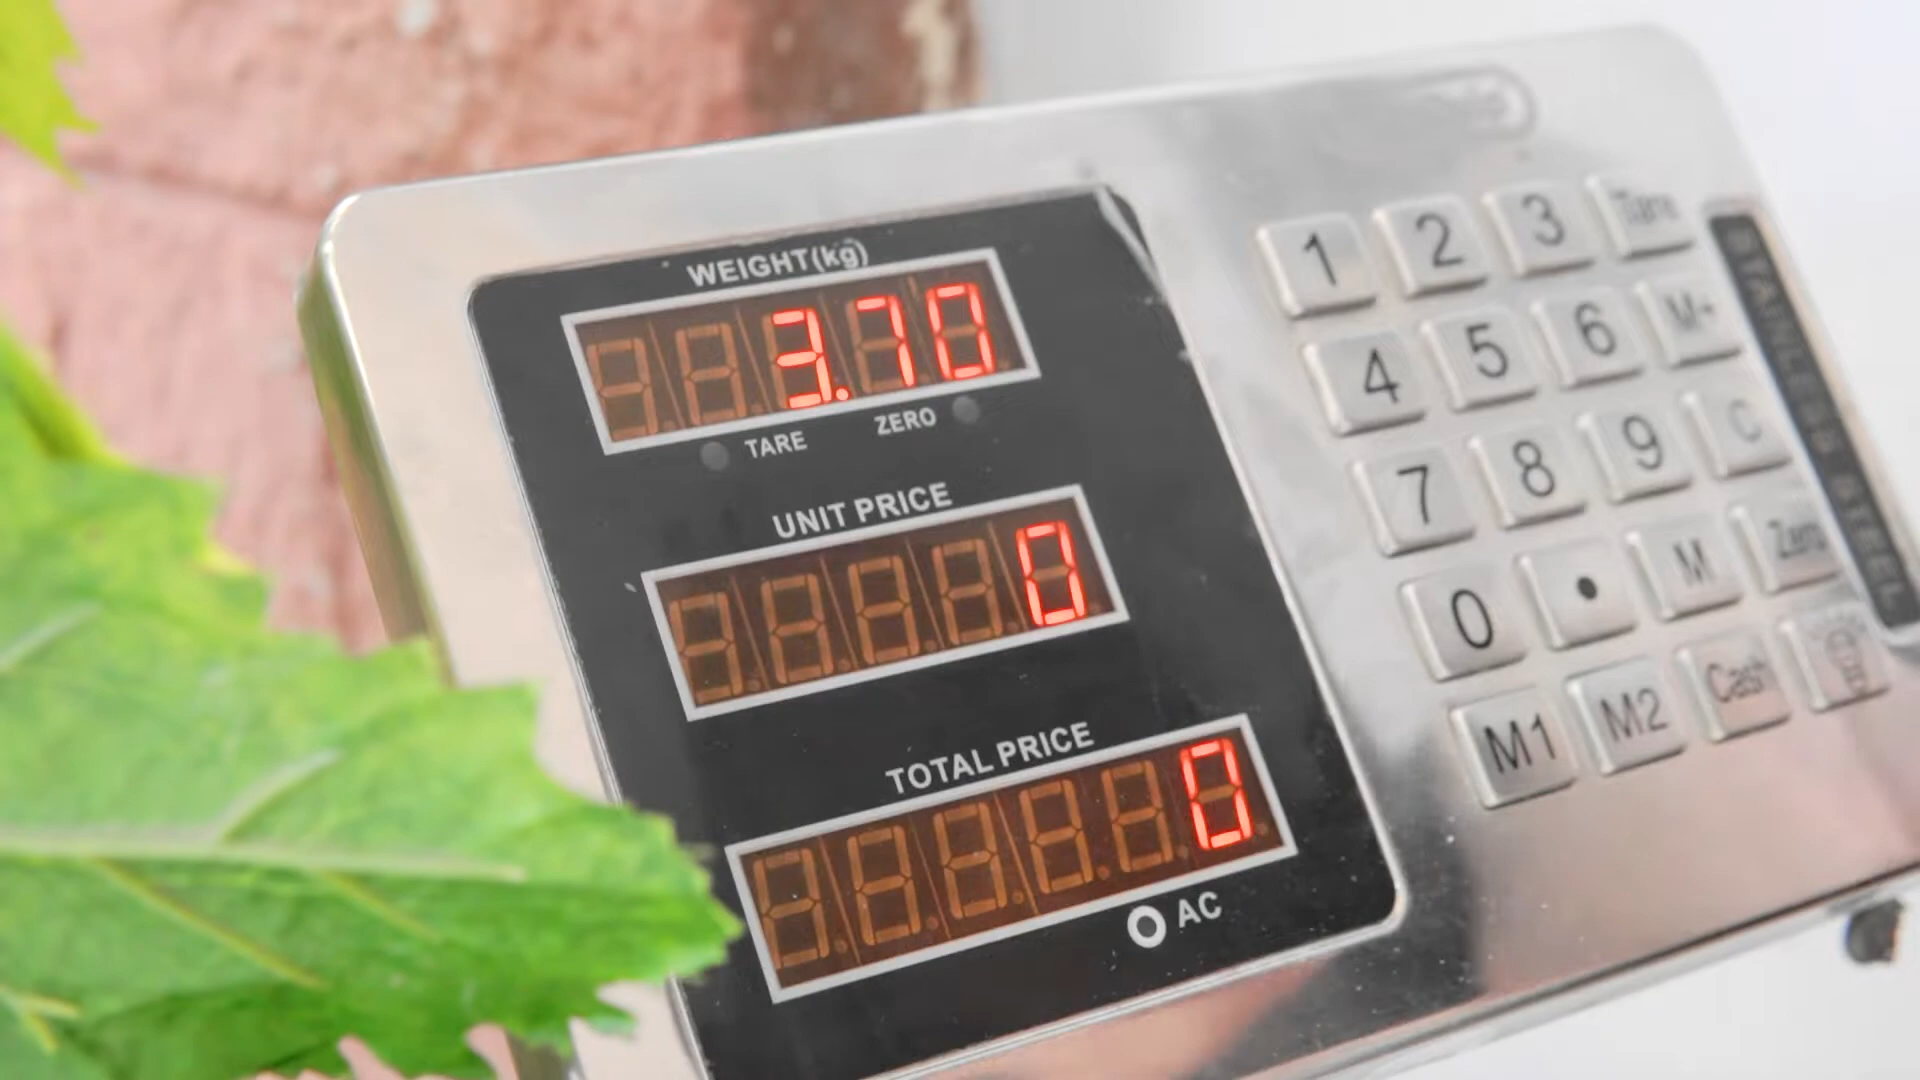 WEIGHT(kg)
3.70
TARE ZERO
UNIT PRICE
0
TOTAL PRICE
0
AC
1 2 3 Tare
4 5 6 M+
7 8 9 C
0 • M Zero
M1 M2 Cash
STAINLESS STEEL